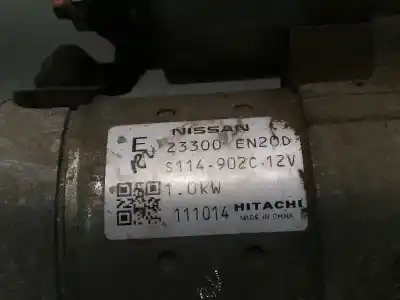 NISSAN
E 23300 EN20D
S114-902C 12V
1.0kW
111014 HITACHI
MADE IN CHINA